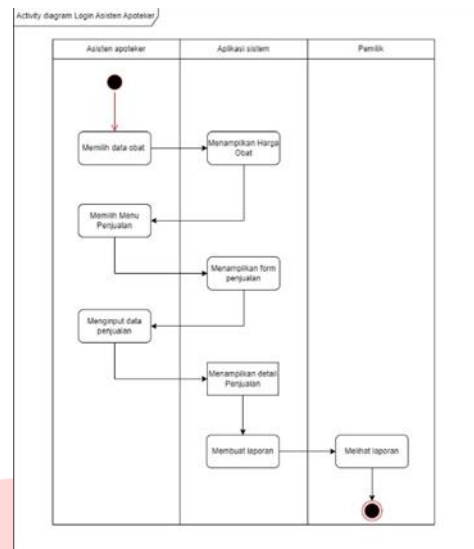 Activity diagram Login Asisten Apoteker
Asisten apoteker
Aplikasi sistem
Pemilik
Memilih data obat
Menampilkan Harga
Obat
Memilih Menu
Penjualan
Menampilkan form
penjualan
Menginput data
penjualan
Menampilkan detail
Penjualan
Membuat laporan
Melihat laporan